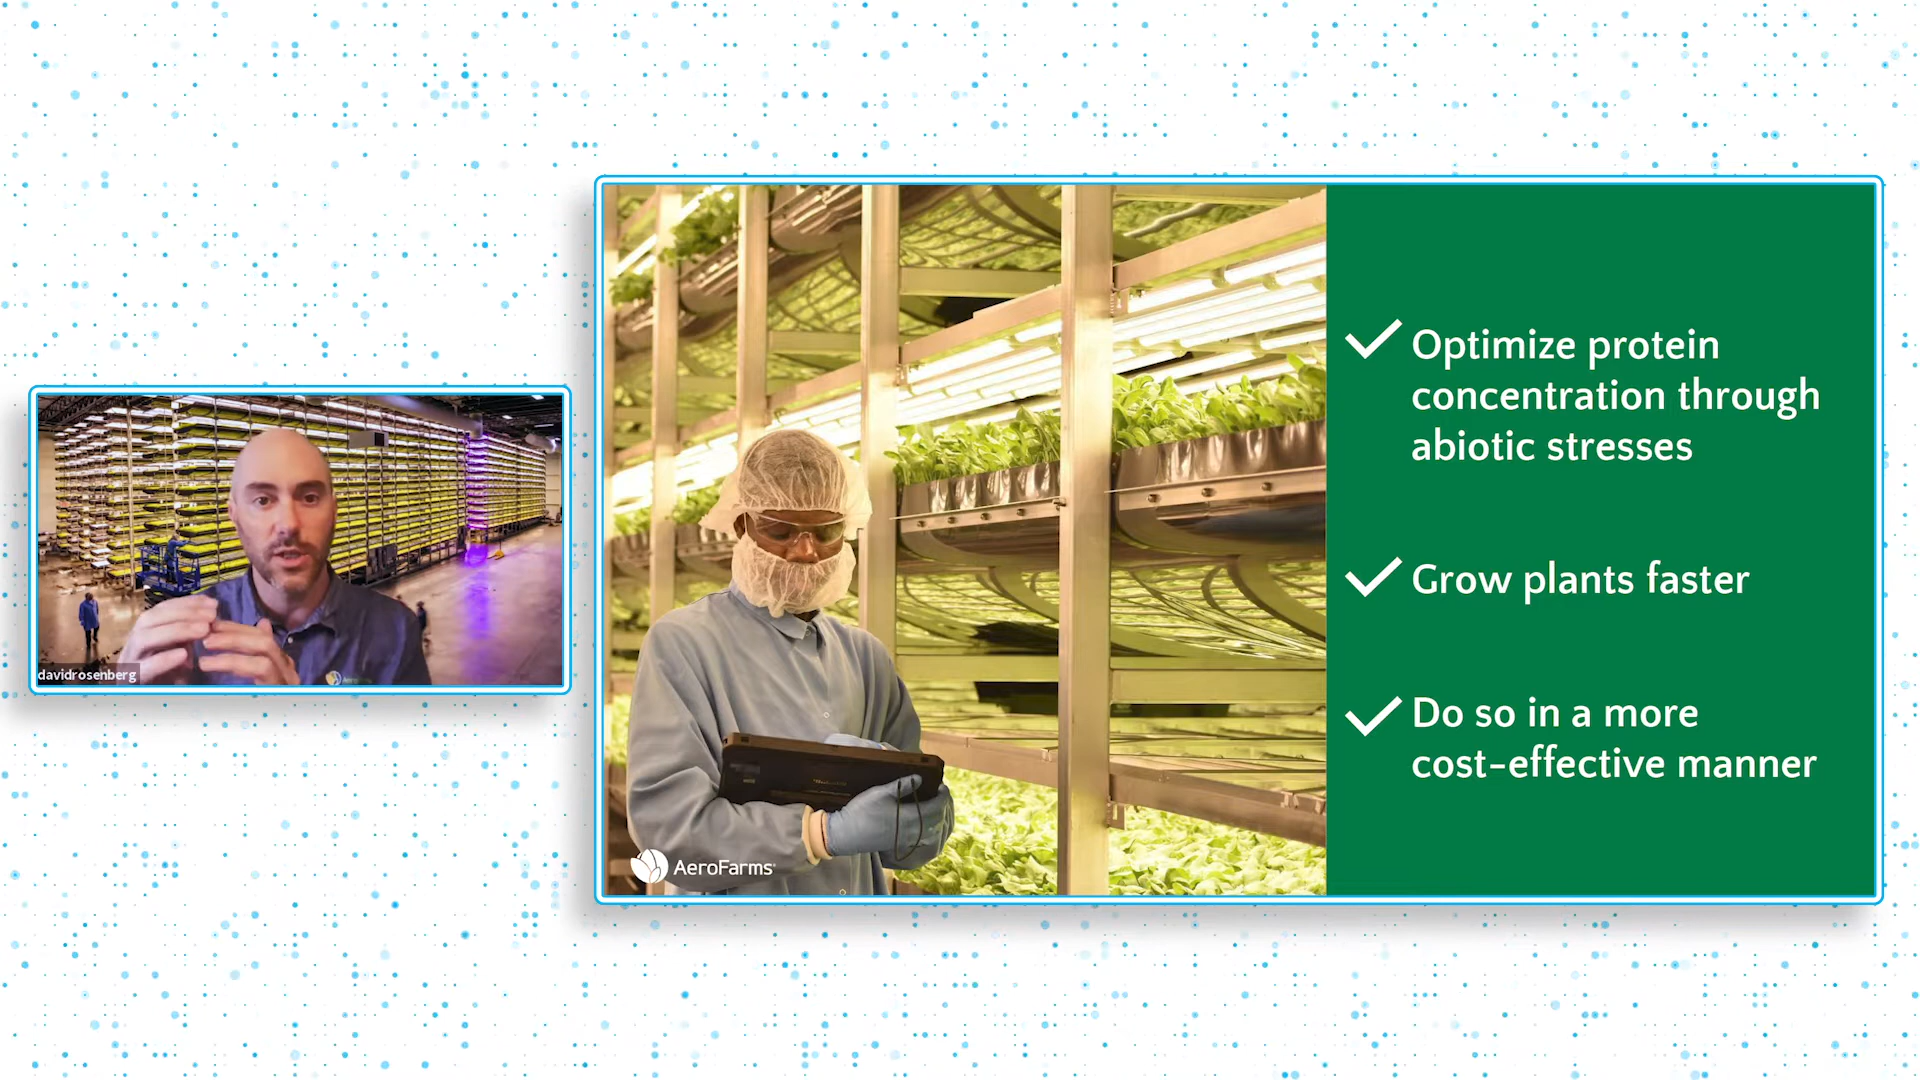 Optimize protein
concentration through
abiotic stresses
Grow plants faster
Do so in a more
cost-effective manner
davidrosenberg
AeroFarms